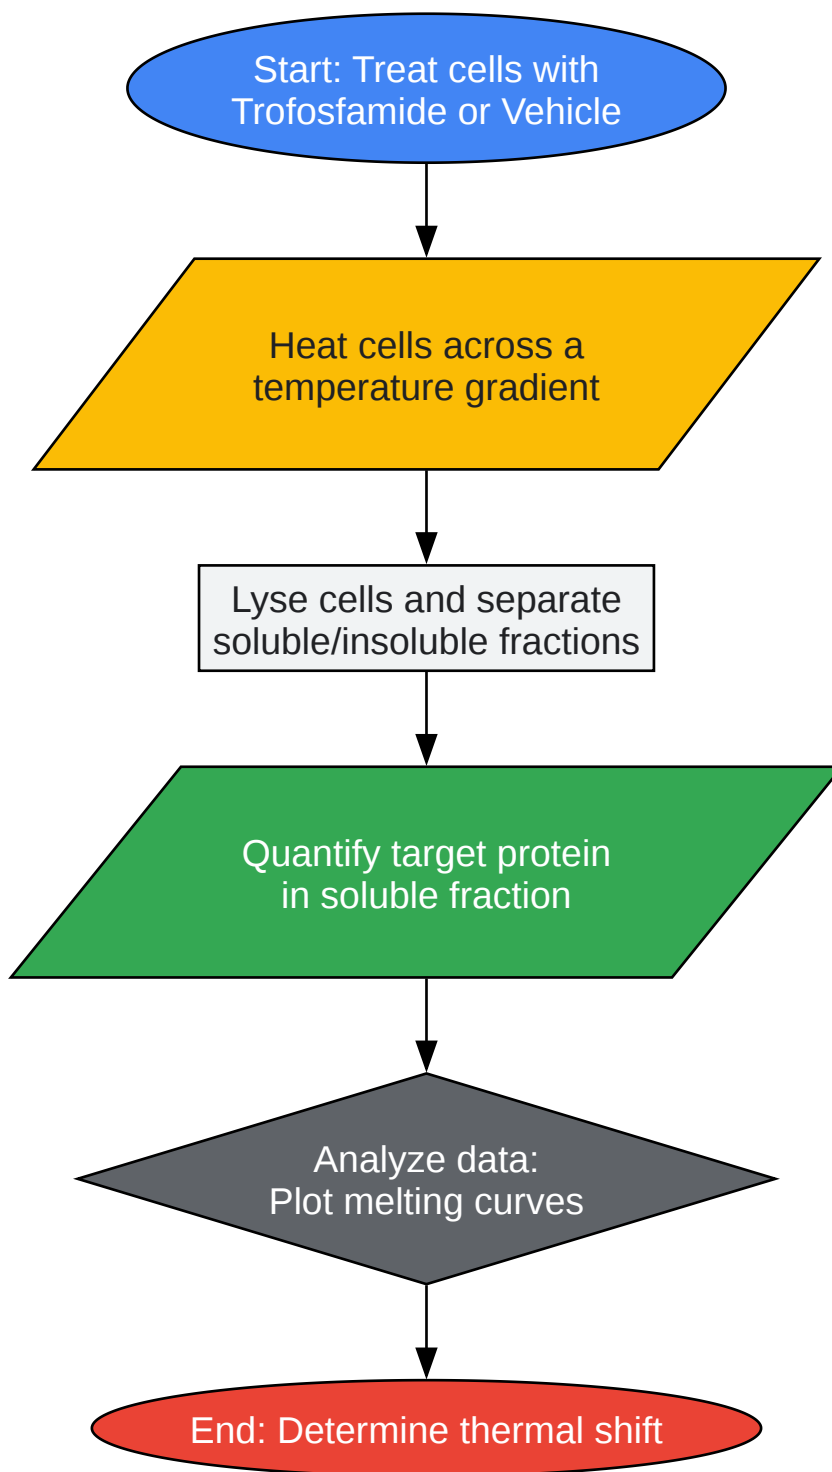 Start: Treat cells with
Trofosfamide or Vehicle
Heat cells across a
temperature gradient
Lyse cells and separate
soluble/insoluble fractions
Quantify target protein
in soluble fraction
Analyze data:
Plot melting curves
End: Determine thermal shift